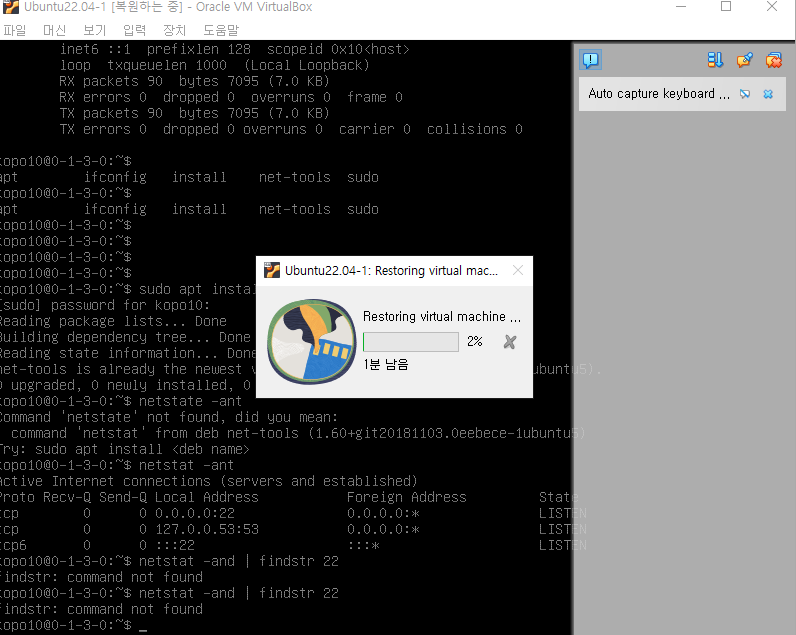 Ubuntu22.04-1 [복원하는 중] - Oracle VM VirtualBox
파일 머신 보기 입력 장치 도움말
inet6 ::1 prefixlen 128 scopeid 0x10<host>
loop txqueuelen 1000 (Local Loopback)
RX packets 90 bytes 7095 (7.0 KB)
RX errors 0 dropped 0 overruns 0 frame 0
TX packets 90 bytes 7095 (7.0 KB)
TX errors 0 dropped 0 overruns 0 carrier 0 collisions 0
kopo10@0-1-3-0:~$
apt ifconfig install net-tools sudo
kopo10@0-1-3-0:~$
apt ifconfig install net-tools sudo
kopo10@0-1-3-0:~$
kopo10@0-1-3-0:~$
kopo10@0-1-3-0:~$
kopo10@0-1-3-0:~$
kopo10@0-1-3-0:~$ sudo apt instal
[sudo] password for kopo10:
Reading package lists... Done
Building dependency tree... Done
Reading state information... Done
net-tools is already the newest v ubuntu5).
0 upgraded, 0 newly installed, 0
kopo10@0-1-3-0:~$ netstate -ant
Command 'netstate' not found, did you mean:
command 'netstat' from deb net-tools (1.60+git20181103.0eebece-1ubuntu5)
Try: sudo apt install <deb name>
kopo10@0-1-3-0:~$ netstat -ant
Active Internet connections (servers and established)
Proto Recv-Q Send-Q Local Address Foreign Address State
tcp 0 0 0.0.0.0:22 0.0.0.0:* LISTEN
tcp 0 0 127.0.0.53:53 0.0.0.0:* LISTEN
tcp6 0 0 :::22 :::* LISTEN
kopo10@0-1-3-0:~$ netstat -and | findstr 22
findstr: command not found
kopo10@0-1-3-0:~$ netstat -and | findstr 22
findstr: command not found
kopo10@0-1-3-0:~$ _
Auto capture keyboard ...
Ubuntu22.04-1: Restoring virtual mac...
Restoring virtual machine ...
2%
1분 남음